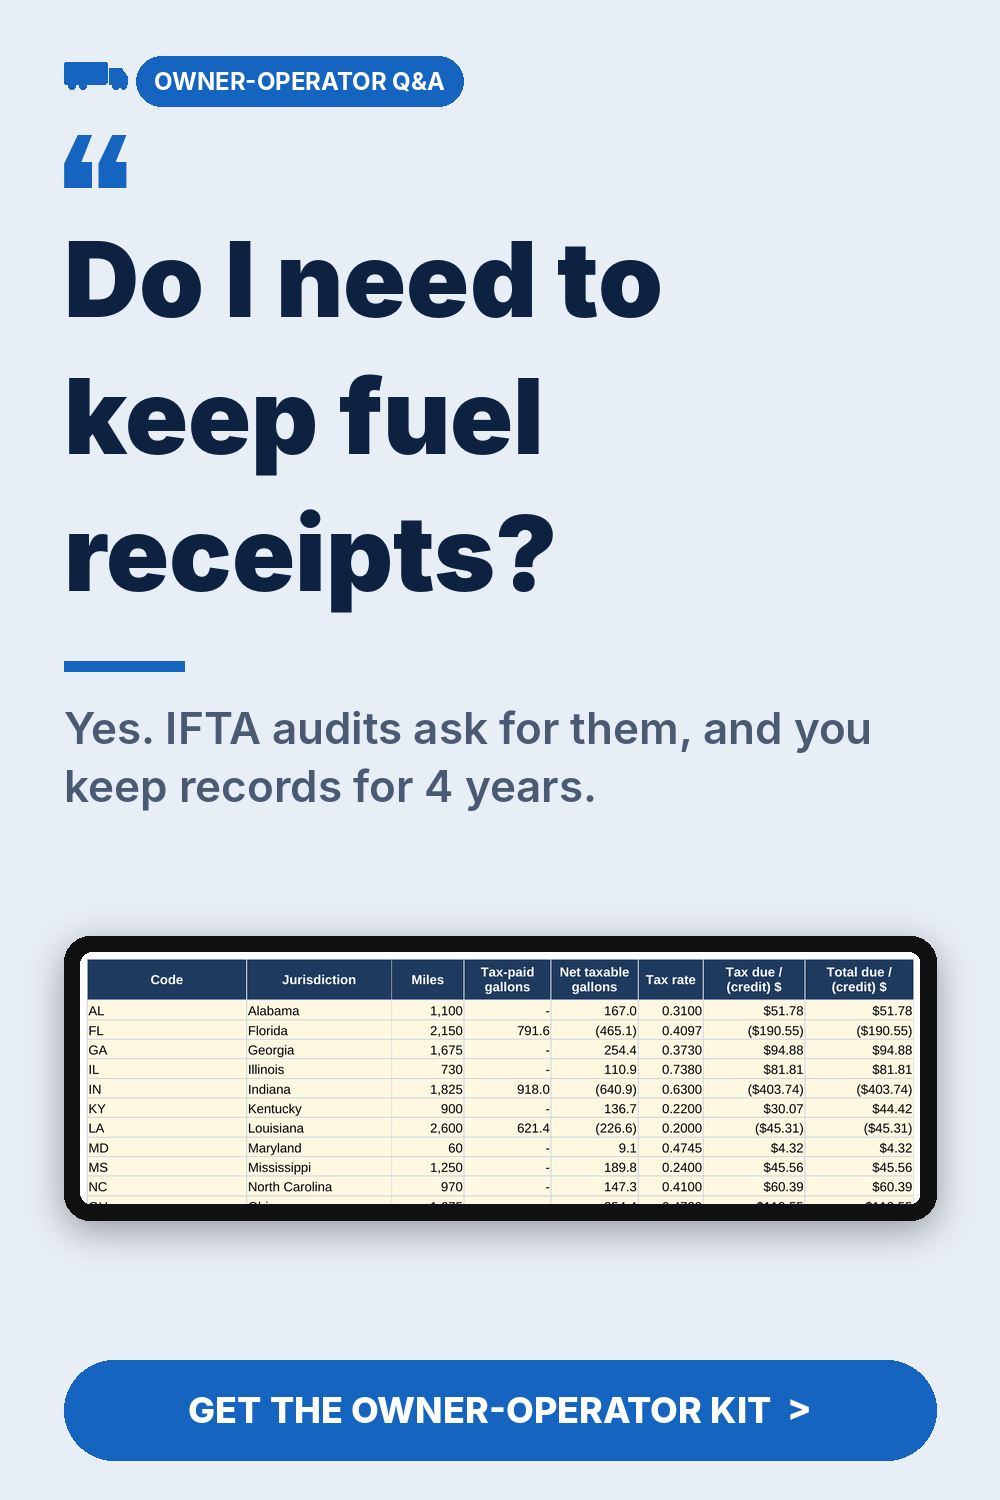 OWNER-OPERATOR Q&A
“
Do I need to
keep fuel
receipts?
Yes. IFTA audits ask for them, and you
keep records for 4 years.
Code Jurisdiction Miles Tax-paid gallons Net taxable gallons Tax rate Tax due / (credit) $ Total due / (credit) $
AL Alabama 1,100 - 167.0 0.3100 $51.78 $51.78
FL Florida 2,150 791.6 (465.1) 0.4097 ($190.55) ($190.55)
GA Georgia 1,675 - 254.4 0.3730 $94.88 $94.88
IL Illinois 730 - 110.9 0.7380 $81.81 $81.81
IN Indiana 1,825 918.0 (640.9) 0.6300 ($403.74) ($403.74)
KY Kentucky 900 - 136.7 0.2200 $30.07 $44.42
LA Louisiana 2,600 621.4 (226.6) 0.2000 ($45.31) ($45.31)
MD Maryland 60 - 9.1 0.4745 $4.32 $4.32
MS Mississippi 1,250 - 189.8 0.2400 $45.56 $45.56
NC North Carolina 970 - 147.3 0.4100 $60.39 $60.39
GET THE OWNER-OPERATOR KIT >